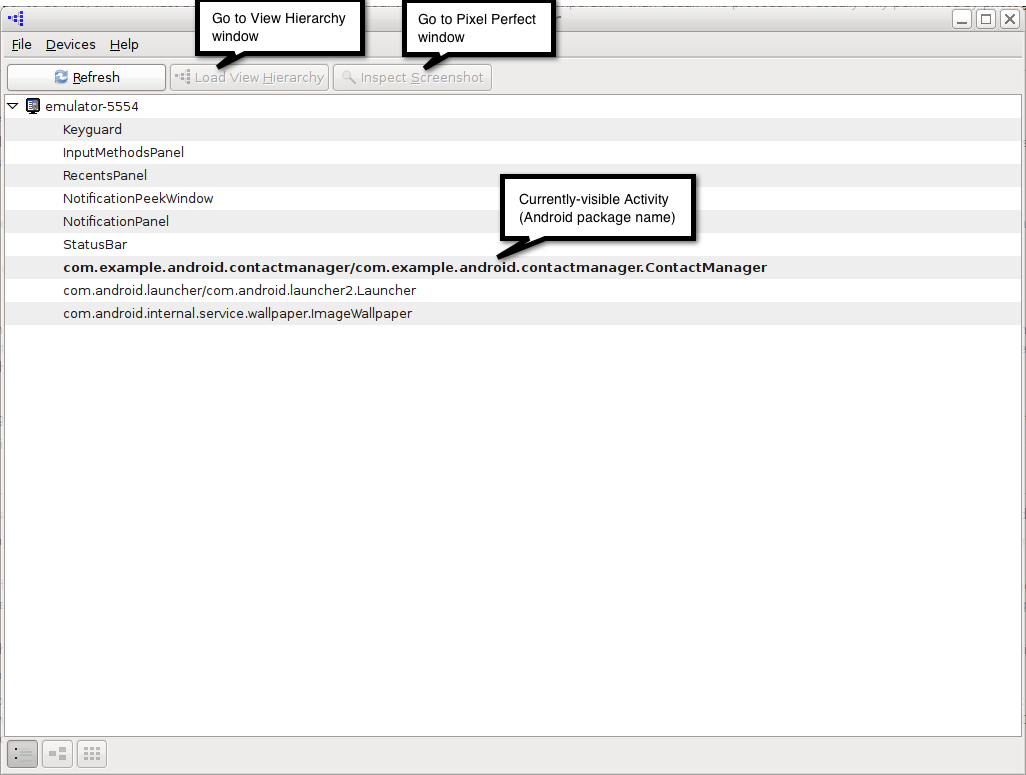 Go to View Hierarchy
window
Go to Pixel Perfect
window
File Devices Help
Refresh Load View Hierarchy Inspect Screenshot
emulator-5554
Keyguard
InputMethodsPanel
RecentsPanel
NotificationPeekWindow
NotificationPanel
StatusBar
Currently-visible Activity
(Android package name)
com.example.android.contactmanager/com.example.android.contactmanager.ContactManager
com.android.launcher/com.android.launcher2.Launcher
com.android.internal.service.wallpaper.ImageWallpaper